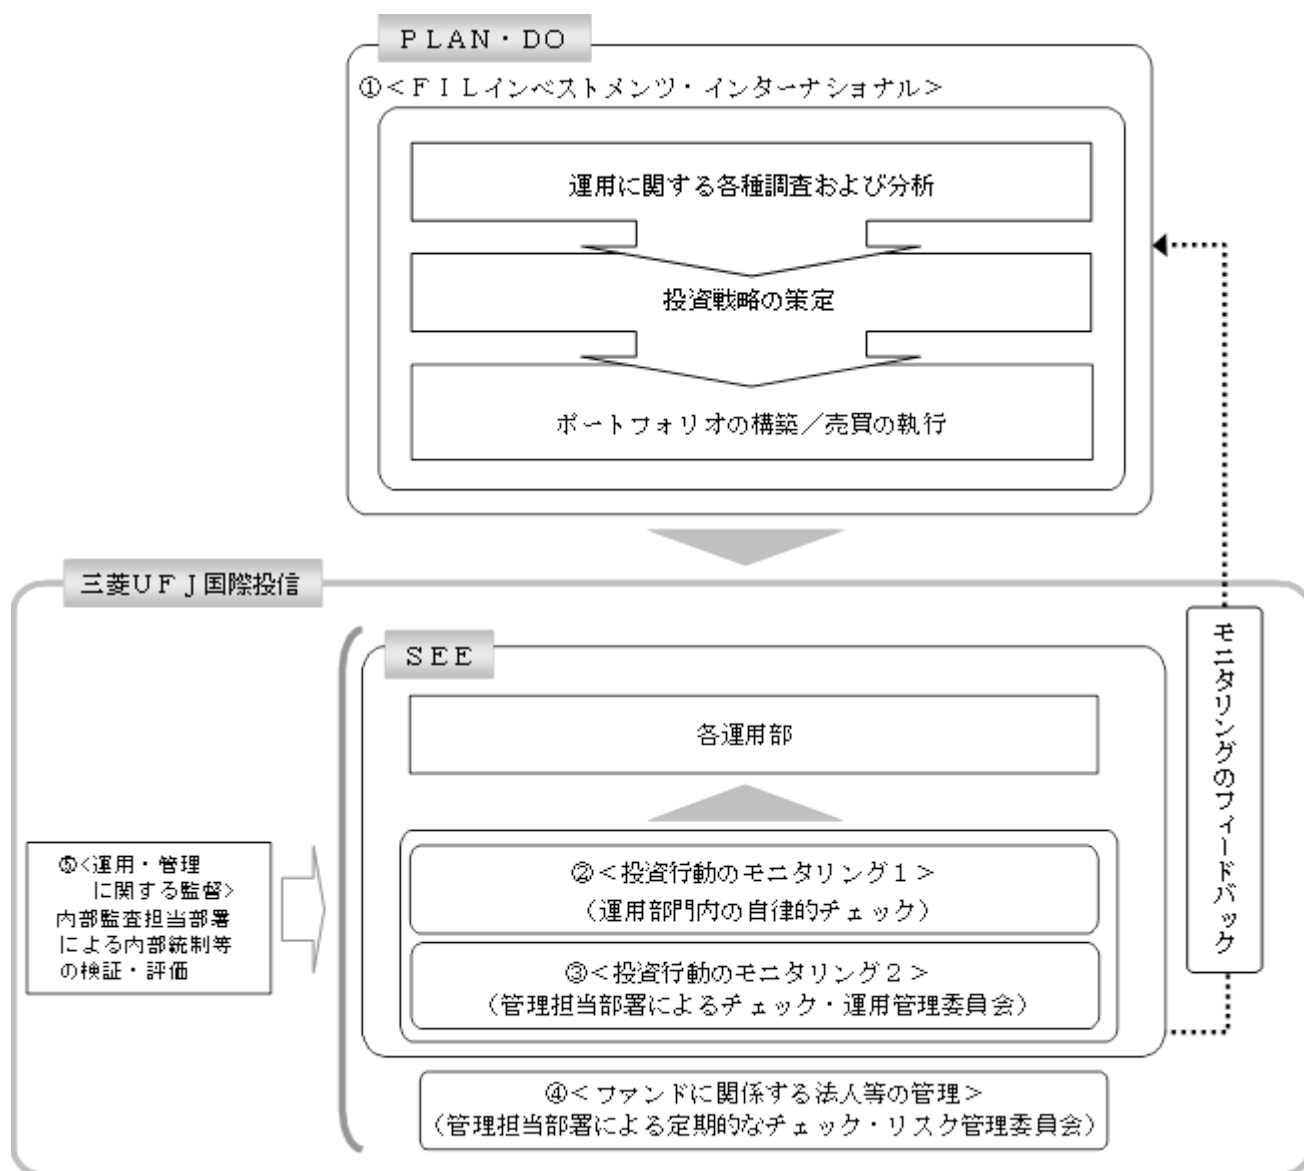 ＰＬＡＮ・ＤＯ
①＜ＦＩＬインベストメンツ・インターナショナル＞
運用に関する各種調査および分析
投資戦略の策定
ポートフォリオの構築／売買の執行
三菱ＵＦＪ国際投信
ＳＥＥ
各運用部
②＜投資行動のモニタリング１＞
（運用部門内の自律的チェック）
③＜投資行動のモニタリング２＞
（管理担当部署によるチェック・運用管理委員会）
④＜ファンドに関係する法人等の管理＞
（管理担当部署による定期的なチェック・リスク管理委員会）
⑤＜運用・管理
に関する監督＞
内部監査担当部署
による内部統制等
の検証・評価
モニタリングのフィードバック